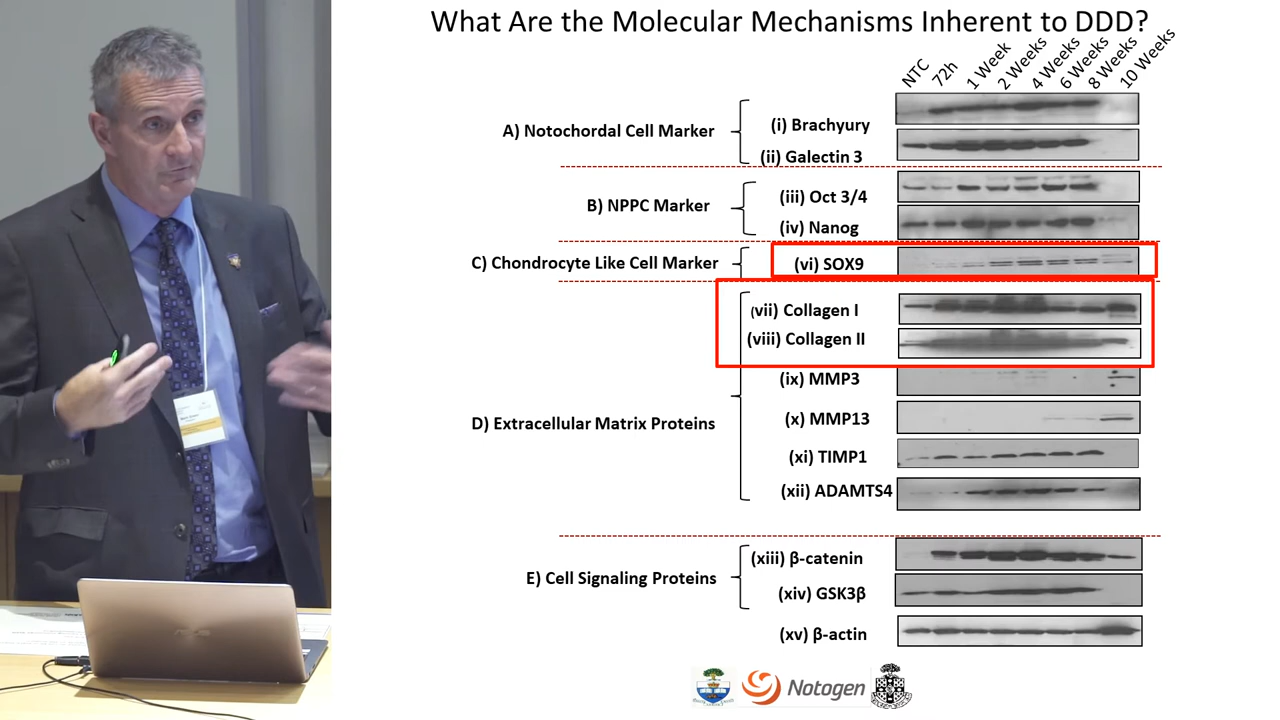 What Are the Molecular Mechanisms Inherent to DDD?
NTC 72h 1 Week 2 Weeks 4 Weeks 6 Weeks 8 Weeks 10 Weeks
A) Notochordal Cell Marker
(i) Brachyury
(ii) Galectin 3
B) NPPC Marker
(iii) Oct 3/4
(iv) Nanog
C) Chondrocyte Like Cell Marker
(vi) SOX9
D) Extracellular Matrix Proteins
(vii) Collagen I
(viii) Collagen II
(ix) MMP3
(x) MMP13
(xi) TIMP1
(xii) ADAMTS4
E) Cell Signaling Proteins
(xiii) β-catenin
(xiv) GSK3β
(xv) β-actin
Notogen